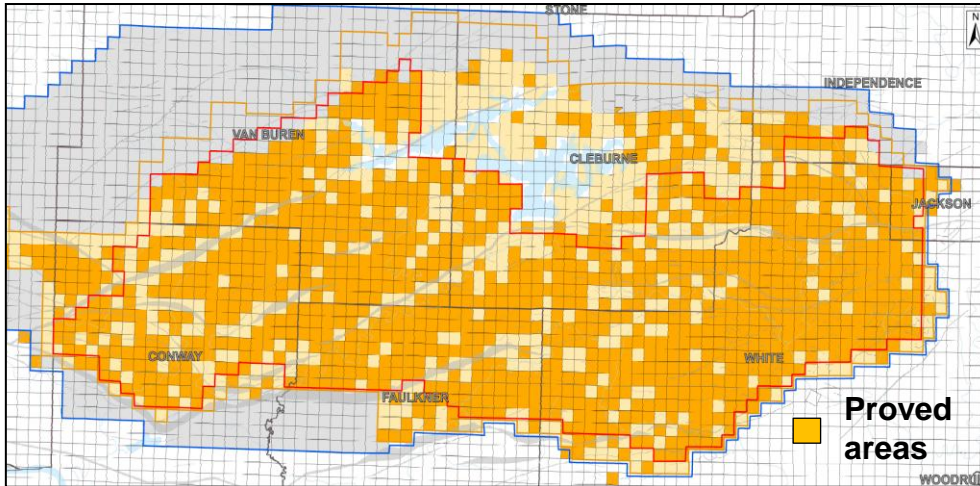 STONE
N
INDEPENDENCE
VAN BUREN
CLEBURNE
JACKSON
CONWAY
WHITE
FAULKNER
Proved
areas